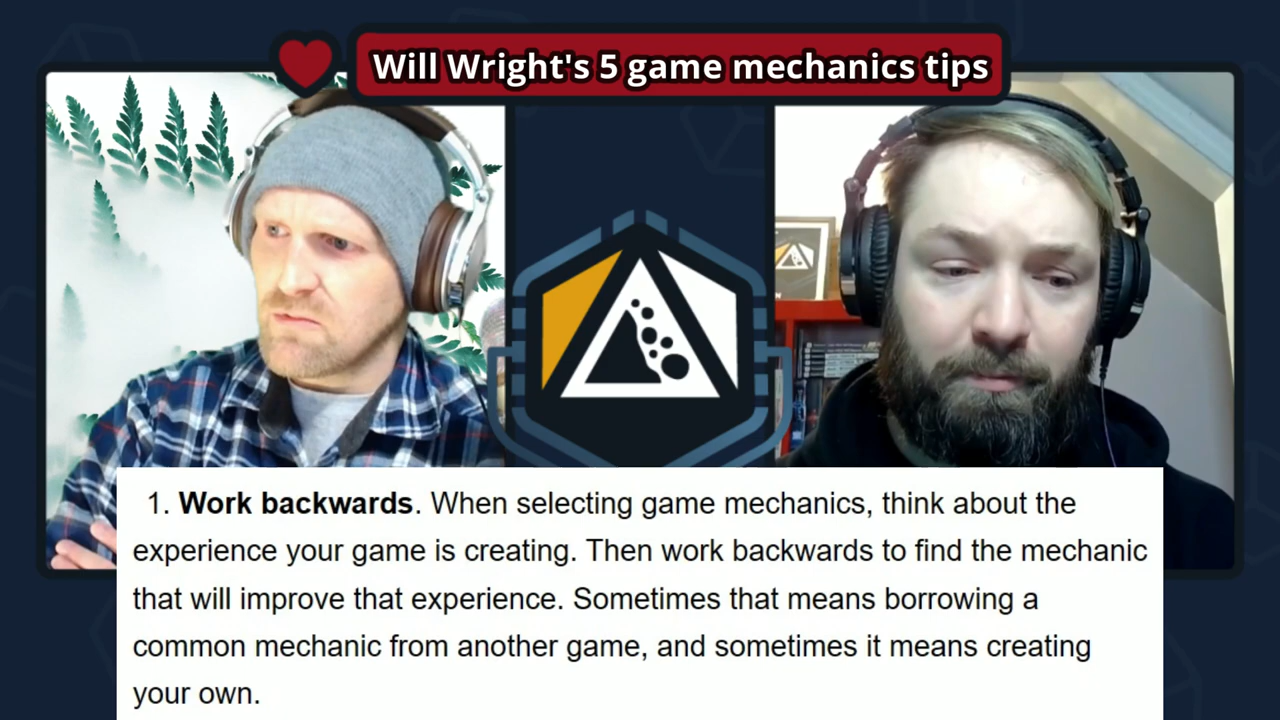 Will Wright's 5 game mechanics tips
1. Work backwards. When selecting game mechanics, think about the
experience your game is creating. Then work backwards to find the mechanic
that will improve that experience. Sometimes that means borrowing a
common mechanic from another game, and sometimes it means creating
your own.